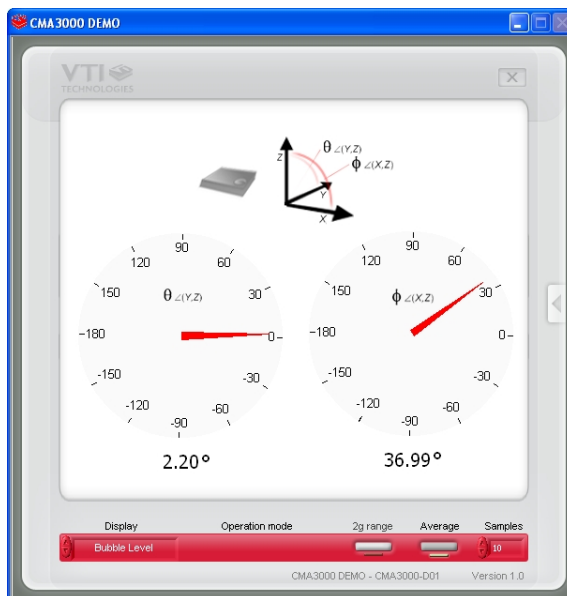 CMA3000 DEMO
VTI
TECHNOLOGIES
Z
θ ∠(Y,Z)
ϕ ∠(X,Z)
Y
X
90
120
60
150
30
θ ∠(Y,Z)
-180
0
-150
-30
-120
-60
-90
90
120
60
150
30
ϕ ∠(X,Z)
-180
0
-150
-30
-120
-60
-90
2.20°
36.99°
Display
Operation mode
2g range
Average
Samples
Bubble Level
10
CMA3000 DEMO - CMA3000-D01
Version 1.0